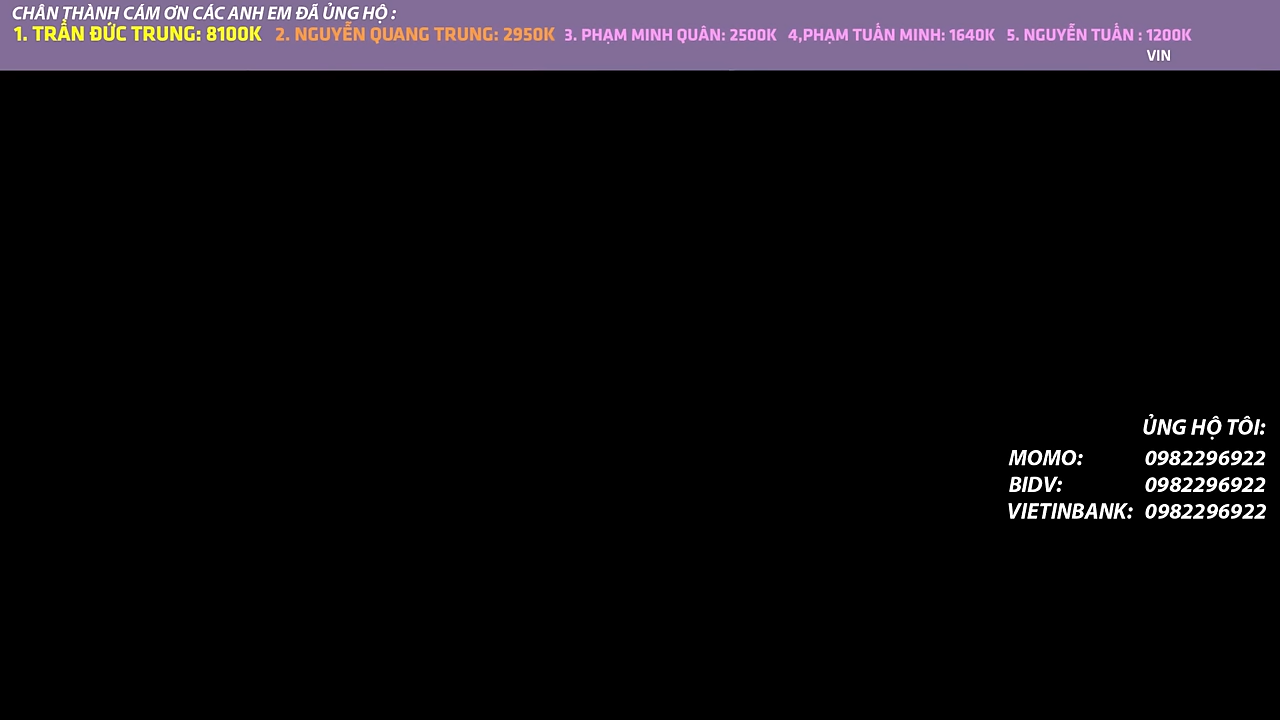 CHÂN THÀNH CÁM ƠN CÁC ANH EM ĐÃ ỦNG HỘ :
1. TRẦN ĐỨC TRUNG: 8100K 2. NGUYỄN QUANG TRUNG: 2950K 3. PHẠM MINH QUÂN: 2500K 4,PHẠM TUẤN MINH: 1640K 5. NGUYỄN TUẤN : 1200K
VIN
ỦNG HỘ TÔI:
MOMO: 0982296922
BIDV: 0982296922
VIETINBANK: 0982296922